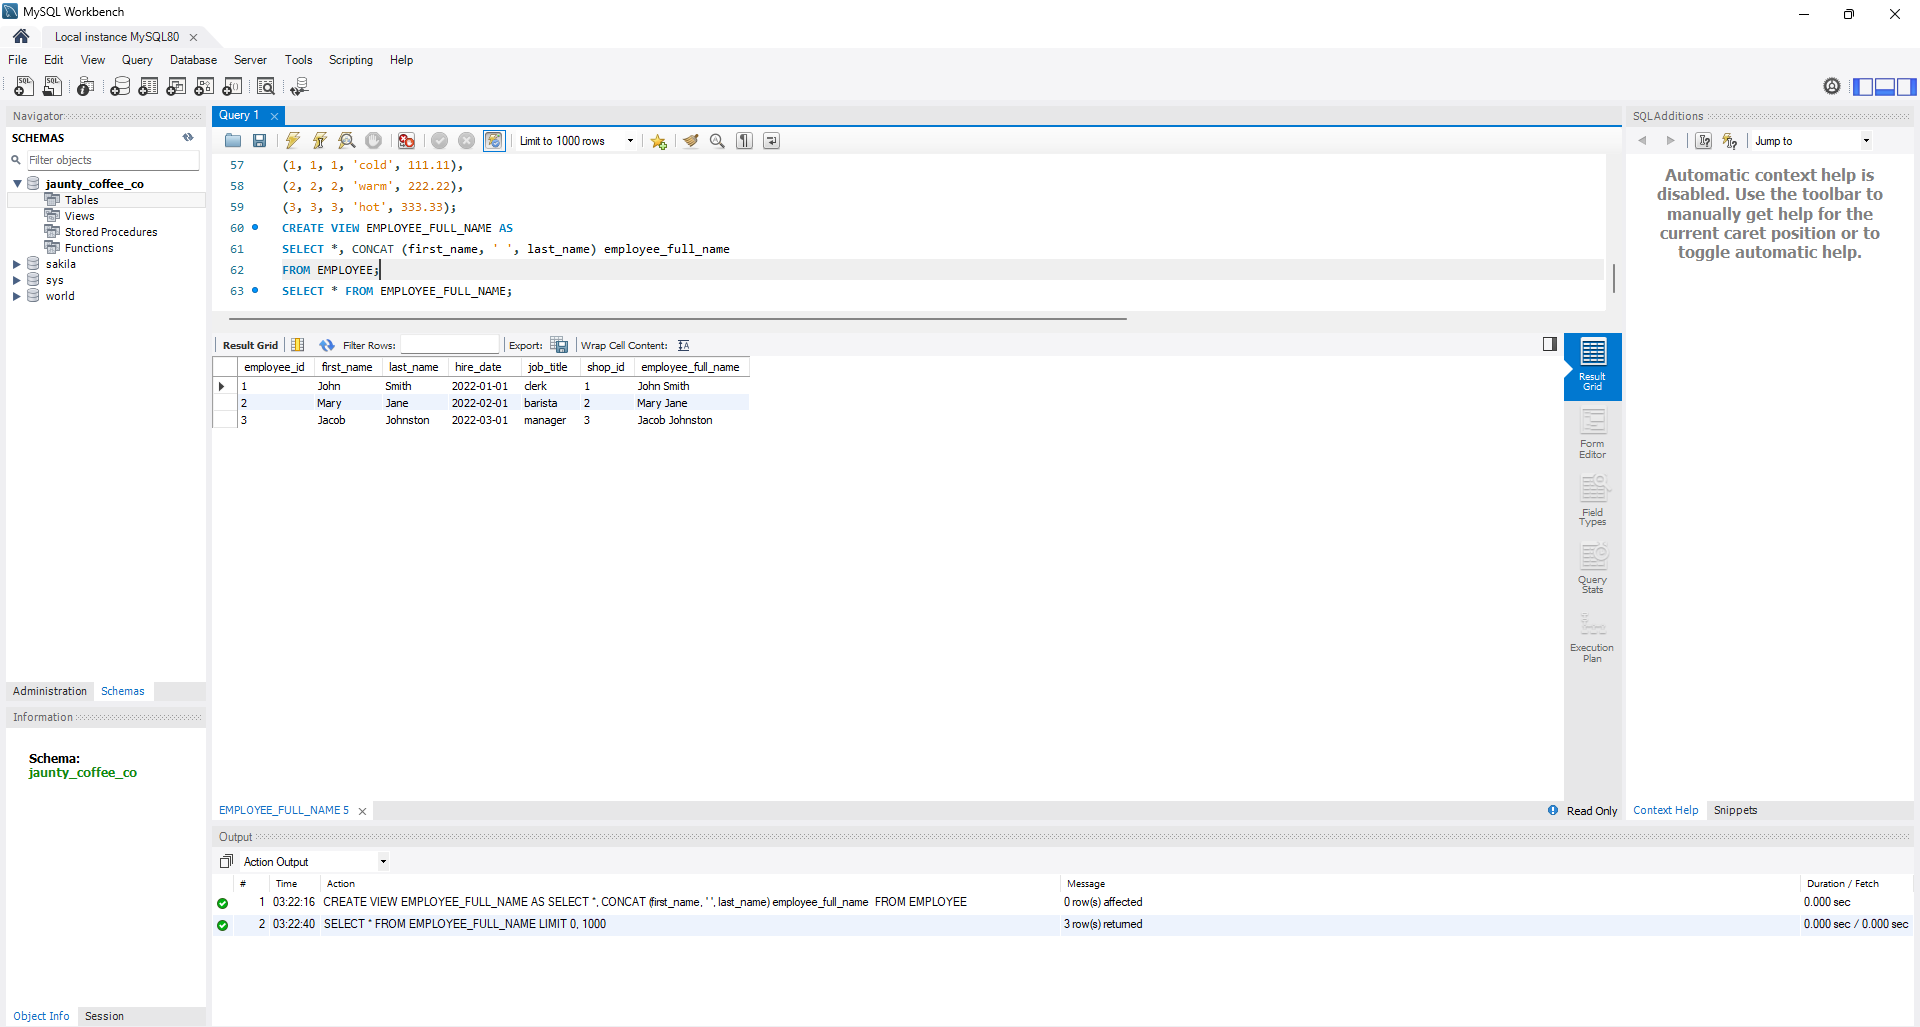 MySQL Workbench
Local instance MySQL80
File Edit View Query Database Server Tools Scripting Help
Navigator
SCHEMAS
Filter objects
jaunty_coffee_co
Tables
Views
Stored Procedures
Functions
sakila
sys
world
Administration Schemas
Information
Schema:
jaunty_coffee_co
Object Info Session
Query 1
Limit to 1000 rows
57 (1, 1, 1, 'cold', 111.11),
58 (2, 2, 2, 'warm', 222.22),
59 (3, 3, 3, 'hot', 333.33);
60 CREATE VIEW EMPLOYEE_FULL_NAME AS
61 SELECT *, CONCAT (first_name, ' ', last_name) employee_full_name
62 FROM EMPLOYEE;
63 SELECT * FROM EMPLOYEE_FULL_NAME;
Result Grid Filter Rows: Export: Wrap Cell Content:
employee_id first_name last_name hire_date job_title shop_id employee_full_name
1 John Smith 2022-01-01 clerk 1 John Smith
2 Mary Jane 2022-02-01 barista 2 Mary Jane
3 Jacob Johnston 2022-03-01 manager 3 Jacob Johnston
Result
Grid
Form
Editor
Field
Types
Query
Stats
Execution
Plan
EMPLOYEE_FULL_NAME 5
Read Only
SQLAdditions
Jump to
Automatic context help is
disabled. Use the toolbar to
manually get help for the
current caret position or to
toggle automatic help.
Context Help Snippets
Output
Action Output
# Time Action Message Duration / Fetch
1 03:22:16 CREATE VIEW EMPLOYEE_FULL_NAME AS SELECT *, CONCAT (first_name, ' ', last_name) employee_full_name FROM EMPLOYEE 0 row(s) affected 0.000 sec
2 03:22:40 SELECT * FROM EMPLOYEE_FULL_NAME LIMIT 0, 1000 3 row(s) returned 0.000 sec / 0.000 sec